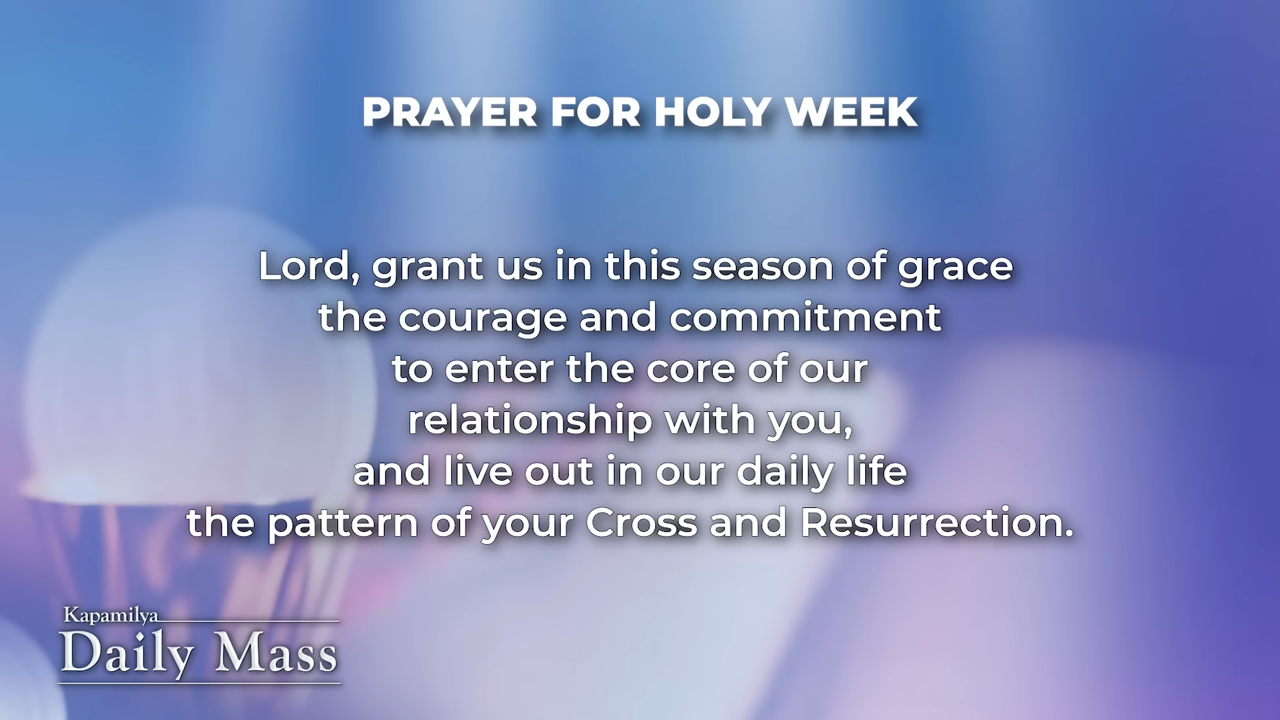 PRAYER FOR HOLY WEEK
Lord, grant us in this season of grace
the courage and commitment
to enter the core of our
relationship with you,
and live out in our daily life
the pattern of your Cross and Resurrection.
Kapamilya
Daily Mass